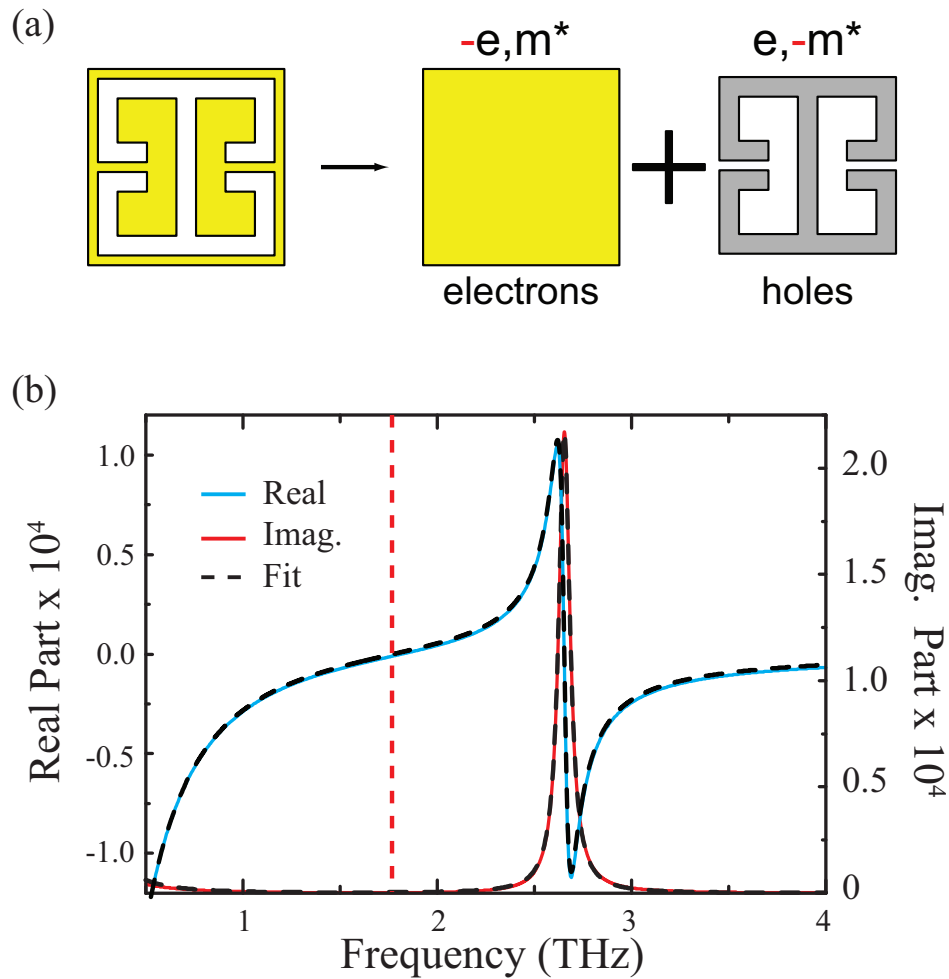 (a)
-e,m*
e,-m*
electrons
holes
(b)
Real Part x 10⁴
1.0
0.5
0.0
-0.5
-1.0
Real
Imag.
Fit
2.0
1.5
1.0
0.5
0
Imag. Part x 10⁴
1
2
3
4
Frequency (THz)